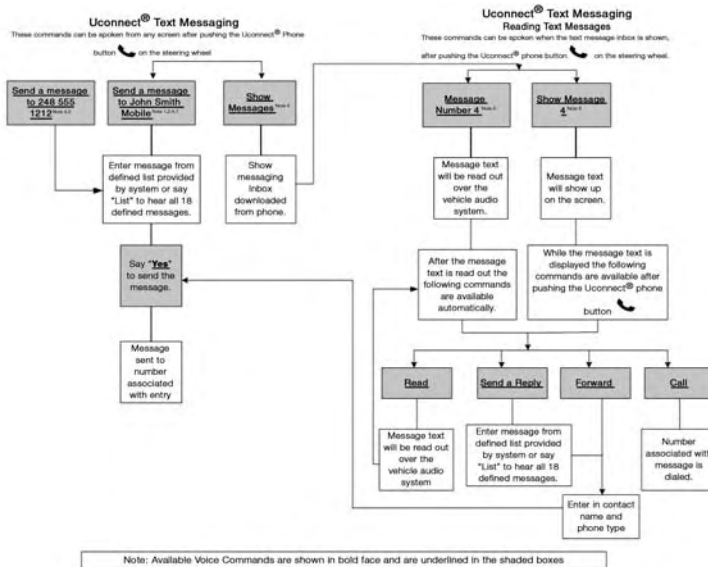 Uconnect® Text Messaging
These commands can be spoken from any screen after pushing the Uconnect® Phone
button on the steering wheel
Send a message
to 248 555
1212
Send a message
to John Smith
Mobile
Show
Messages
Enter message from
defined list provided
by system or say
"List" to hear all 18
defined messages.
Show
messaging
Inbox
downloaded
from phone.
Say "Yes"
to send the
message.
Message
sent to
number
associated
with entry
Uconnect® Text Messaging
Reading Text Messages
These commands can be spoken when the text message inbox is shown,
after pushing the Uconnect® phone button on the steering wheel.
Message
Number 4
Show Message
4
Message text
will be read out
over the
vehicle audio
system.
Message text
will show up
on the screen.
After the message
text is read out the
following commands
are available
automatically.
While the message text is
displayed the following
commands are available after
pushing the Uconnect® phone
button
Read
Send a Reply
Forward
Call
Message text
will be read out
over the
vehicle audio
system
Enter message from
defined list provided
by system or say
"List" to hear all 18
defined messages.
Number
associated with
message is
dialed.
Enter in contact
name and
phone type
Note: Available Voice Commands are shown in bold face and are underlined in the shaded boxes